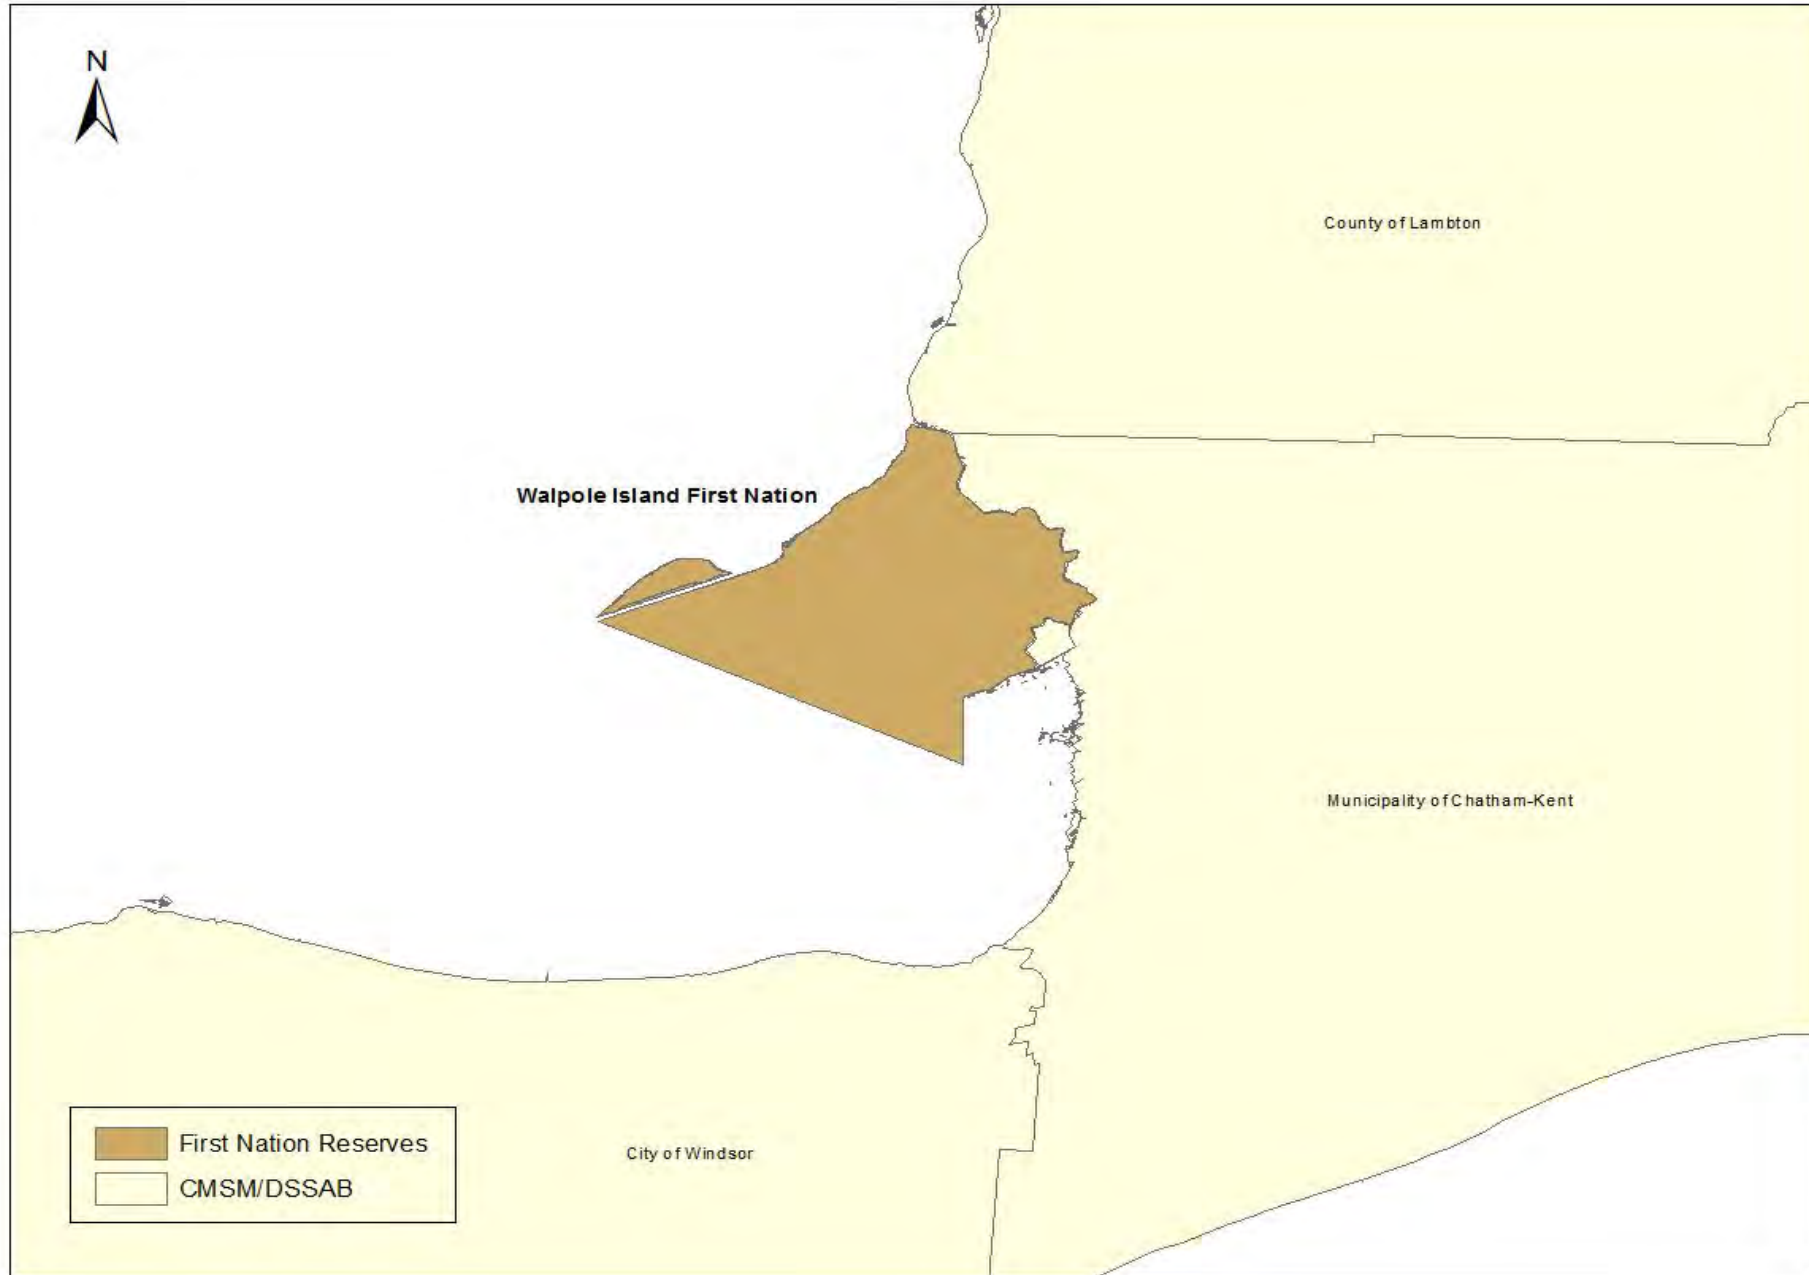 N
County of Lambton
Walpole Island First Nation
Municipality of Chatham-Kent
First Nation Reserves
City of Windsor
CMSM/DSSAB